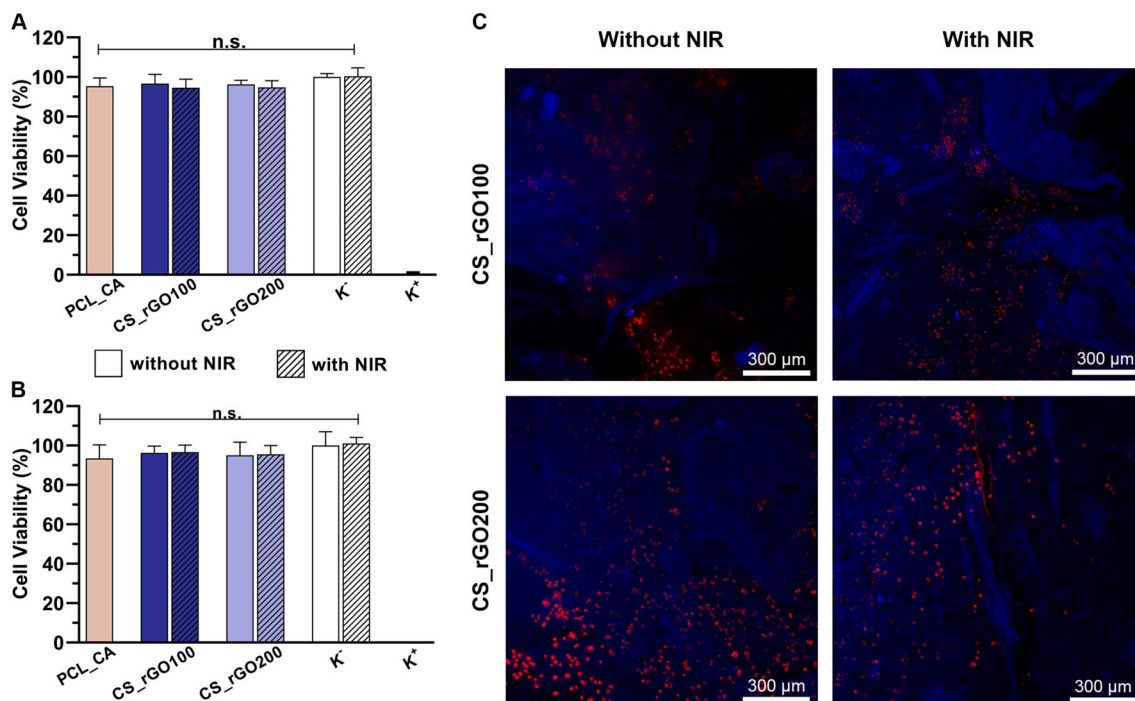 A
Cell Viability (%)
120
100
80
60
40
20
0
n.s.
PCL_CA
CS_rGO100
CS_rGO200
K-
K+
without NIR
with NIR
B
Cell Viability (%)
120
100
80
60
40
20
0
n.s.
PCL_CA
CS_rGO100
CS_rGO200
K-
K+
C
Without NIR
With NIR
CS_rGO100
300 µm
300 µm
CS_rGO200
300 µm
300 µm